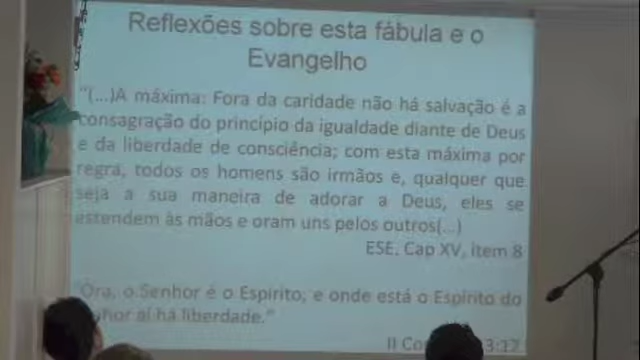 Reflexões sobre esta fábula e o
Evangelho
"(...)A máxima: Fora da caridade não há salvação é a
consagração do princípio da igualdade diante de Deus
e da liberdade de consciência; com esta máxima por
regra, todos os homens são irmãos e, qualquer que
seja a sua maneira de adorar a Deus, eles se
estendem às mãos e oram uns pelos outros(...)
ESE, Cap XV, item 8
"Ora, o Senhor é o Espírito; e onde está o Espírito do
aí há liberdade."
II 3:17